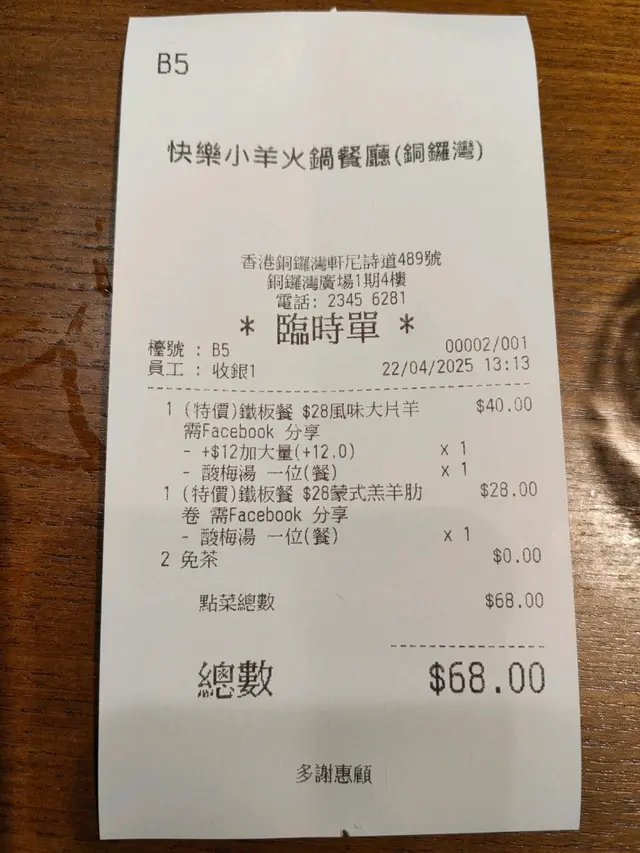 B5
快樂小羊火鍋餐廳(銅鑼灣)
香港銅鑼灣軒尼詩道489號
銅鑼灣廣場1期4樓
電話: 2345 6281
* 臨時單 *
檯號 : B5 00002/001
員工 : 收銀1 22/04/2025 13:13
1 (特價)鐵板餐 $28風味大片羊 $40.00
需Facebook 分享
- +$12加大量(+12.0) x 1
- 酸梅湯 一位(餐) x 1
1 (特價)鐵板餐 $28蒙式羔羊肋 $28.00
卷 需Facebook 分享
- 酸梅湯 一位(餐) x 1
2 免茶 $0.00
點菜總數 $68.00
總數 $68.00
多謝惠顧